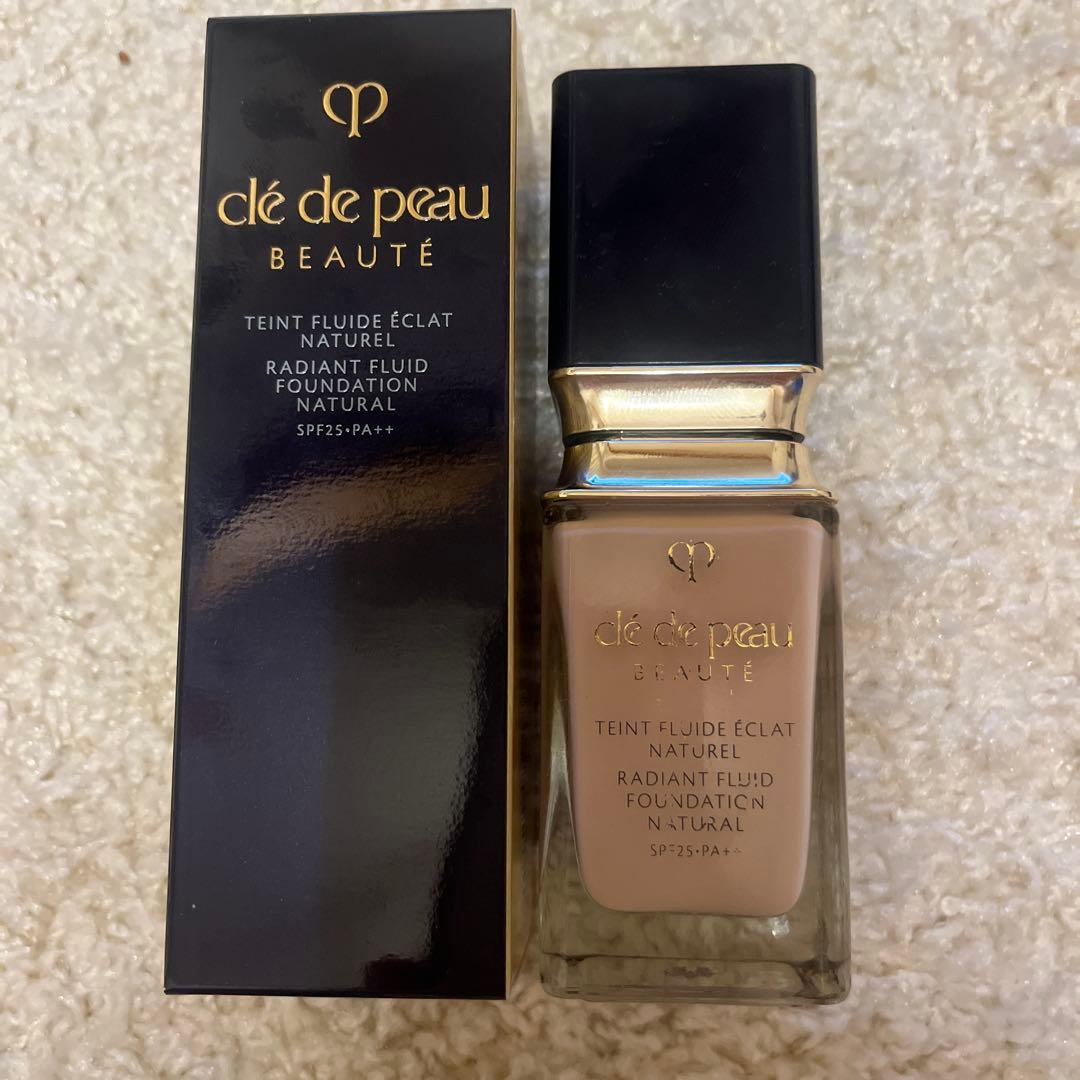 clé de peau
BEAUTÉ
TEINT FLUIDE ÉCLAT
NATUREL
RADIANT FLUID
FOUNDATION
NATURAL
SPF25・PA++
clé de peau
BEAUTÉ
TEINT FLUIDE ÉCLAT
NATUREL
RADIANT FLUID
FOUNDATION
NATURAL
SPF25・PA++